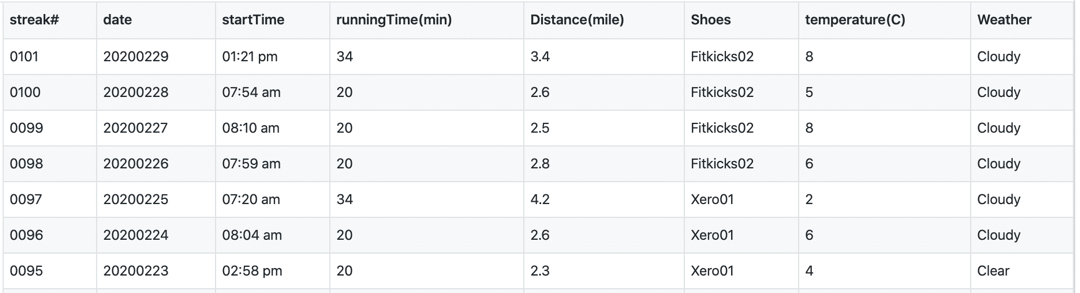 streak# date startTime runningTime(min) Distance(mile) Shoes temperature(C) Weather
0101 20200229 01:21 pm 34 3.4 Fitkicks02 8 Cloudy
0100 20200228 07:54 am 20 2.6 Fitkicks02 5 Cloudy
0099 20200227 08:10 am 20 2.5 Fitkicks02 8 Cloudy
0098 20200226 07:59 am 20 2.8 Fitkicks02 6 Cloudy
0097 20200225 07:20 am 34 4.2 Xero01 2 Cloudy
0096 20200224 08:04 am 20 2.6 Xero01 6 Cloudy
0095 20200223 02:58 pm 20 2.3 Xero01 4 Clear